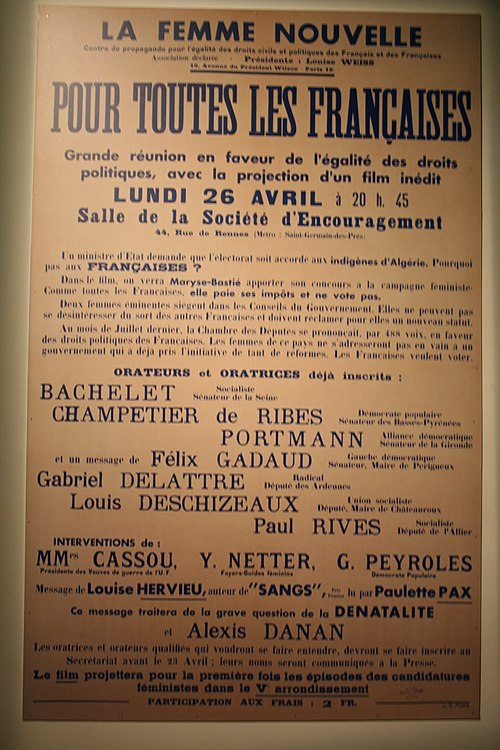 LA FEMME NOUVELLE
Centre de propagande pour l'égalité des droits civils et politiques des Français et des Françaises
Association déclarée - Présidente : Louise WEISS
19, Avenue du Président Wilson - Paris 16
POUR TOUTES LES FRANÇAISES
Grande réunion en faveur de l'égalité des droits
politiques, avec la projection d'un film inédit
LUNDI 26 AVRIL à 20 h. 45
Salle de la Société d'Encouragement
44, Rue de Rennes (Métro : Saint-Germain-des-Prés)
Un ministre d'Etat demande que l'électorat soit accordé aux indigènes d'Algérie. Pourquoi
pas aux FRANÇAISES ?
Dans le film, on verra Maryse-Bastié apporter son concours à la campagne féministe.
Comme toutes les Françaises, elle paie ses impôts et ne vote pas.
Deux femmes éminentes siègent dans les Conseils du Gouvernement. Elles ne peuvent pas
se désintéresser du sort des autres Françaises et doivent réclamer pour elles un nouveau statut.
Au mois de Juillet dernier, la Chambre des Députés se prononçait, par 488 voix, en faveur
des droits politiques des Françaises. Les femmes de ce pays ne s'adresseront pas en vain à un
gouvernement qui a déjà pris l'initiative de tant de réformes. Les Françaises veulent voter.
ORATEURS et ORATRICES déjà inscrits :
BACHELET Socialiste Sénateur de la Seine
CHAMPETIER de RIBES Démocrate populaire Sénateur des Basses-Pyrénées
PORTMANN Alliance démocratique Sénateur de la Gironde
et un message de Félix GADAUD Gauche démocratique Sénateur, Maire de Périgueux
Gabriel DELATTRE Radical Député des Ardennes
Louis DESCHIZEAUX Union socialiste Député, Maire de Châteauroux
Paul RIVES Socialiste Député de l'Allier
INTERVENTIONS de :
MMes CASSOU, Y. NETTER, G. PEYROLES
Présidente des Veuves de guerre de l'U.F. Foyers-Guides féminins Démocrate Populaire
Message de Louise HERVIEU, auteur de "SANGS", Prix Femina lu par Paulette PAX
Ce message traitera de la grave question de la DENATALITE
et Alexis DANAN
Les oratrices et orateurs qualifiés qui voudront se faire entendre, devront se faire inscrire au
Secrétariat avant le 23 Avril ; leurs noms seront communiqués à la Presse.
Le film projettera pour la première fois les épisodes des candidatures
féministes dans le Ve arrondissement
PARTICIPATION AUX FRAIS : 2 FR.